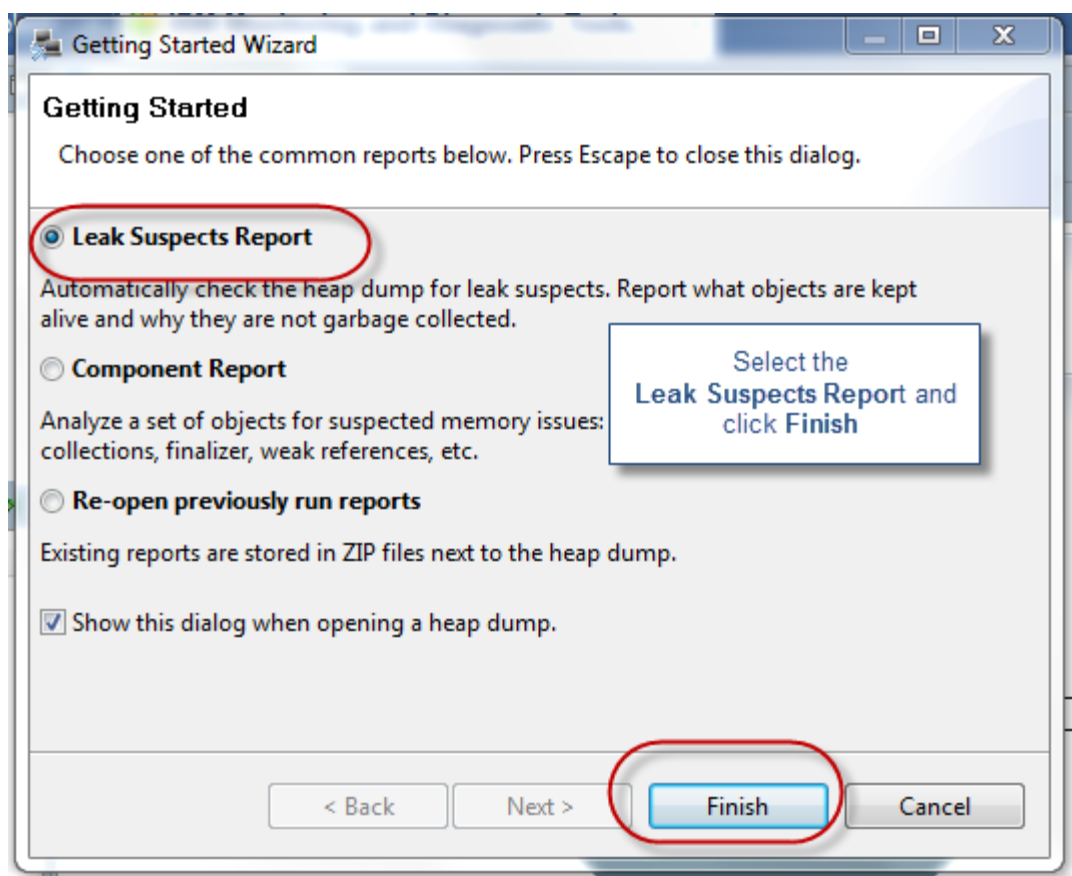 Getting Started Wizard
Getting Started
Choose one of the common reports below. Press Escape to close this dialog.
Leak Suspects Report
Automatically check the heap dump for leak suspects. Report what objects are kept
alive and why they are not garbage collected.
Component Report
Analyze a set of objects for suspected memory issues:
collections, finalizer, weak references, etc.
Select the
Leak Suspects Report and
click Finish
Re-open previously run reports
Existing reports are stored in ZIP files next to the heap dump.
Show this dialog when opening a heap dump.
< Back
Next >
Finish
Cancel